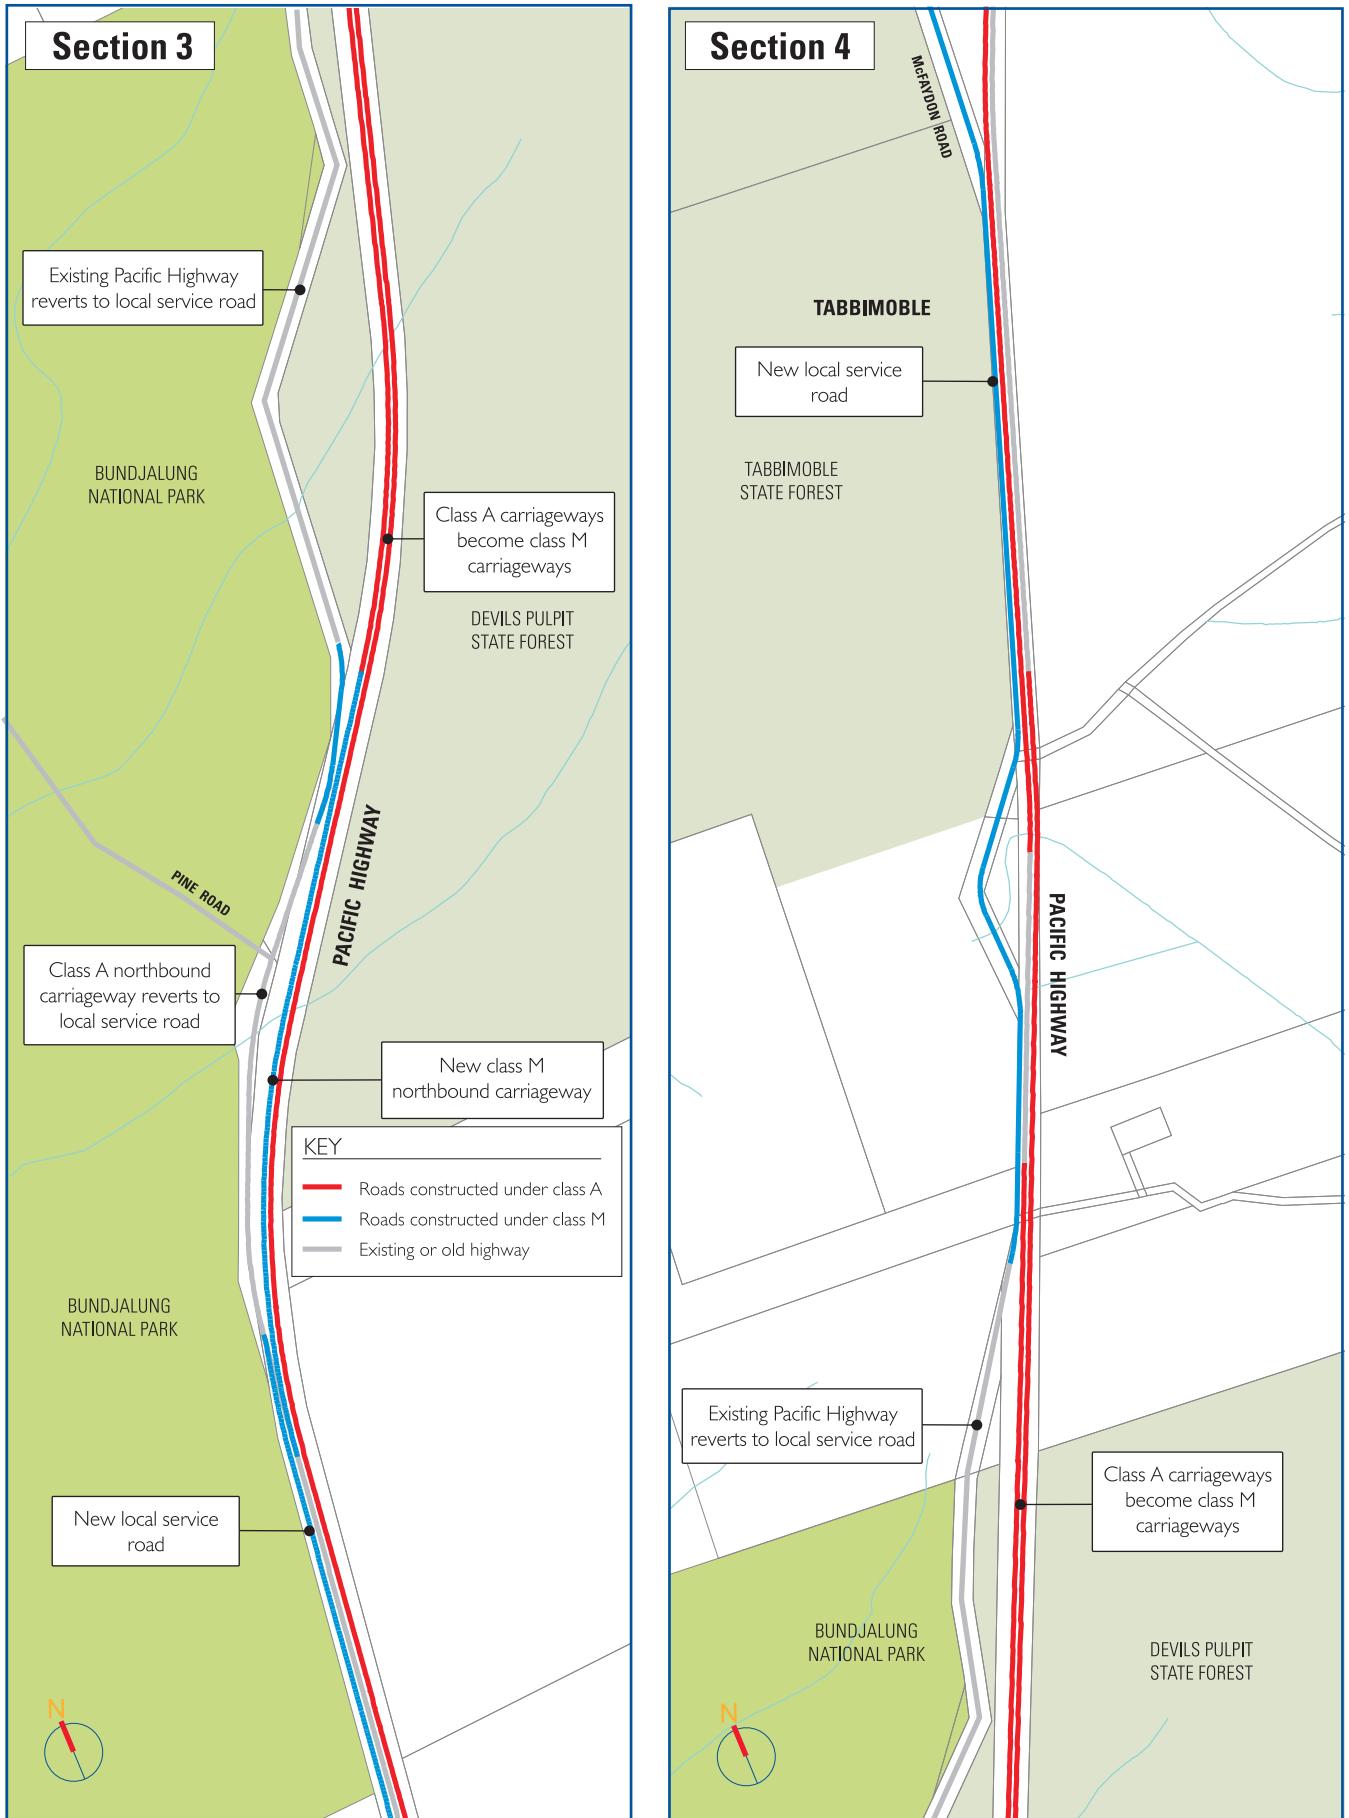 Section 3
Existing Pacific Highway
reverts to local service road
BUNDJALUNG
NATIONAL PARK
Class A carriageways
become class M
carriageways
DEVILS PULPIT
STATE FOREST
PACIFIC HIGHWAY
PINE ROAD
Class A northbound
carriageway reverts to
local service road
New class M
northbound carriageway
KEY
Roads constructed under class A
Roads constructed under class M
Existing or old highway
BUNDJALUNG
NATIONAL PARK
New local service
road
N
Section 4
McFAYDON ROAD
TABBIMOBLE
New local service
road
TABBIMOBLE
STATE FOREST
PACIFIC HIGHWAY
Existing Pacific Highway
reverts to local service road
Class A carriageways
become class M
carriageways
BUNDJALUNG
NATIONAL PARK
DEVILS PULPIT
STATE FOREST
N